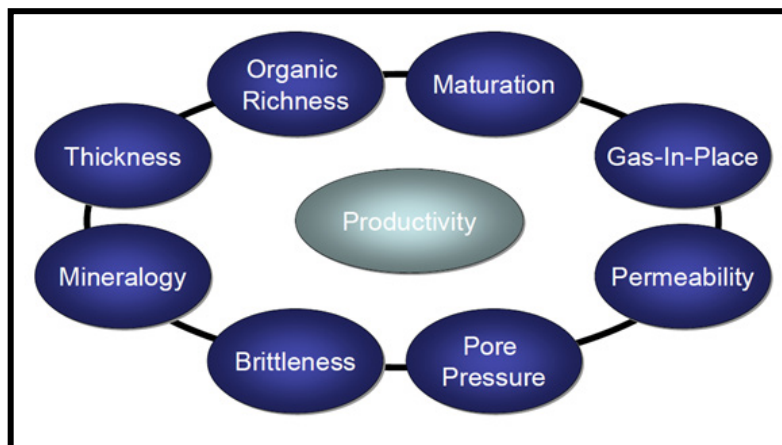 Organic
Richness
Maturation
Thickness
Gas-In-Place
Productivity
Mineralogy
Permeability
Brittleness
Pore
Pressure